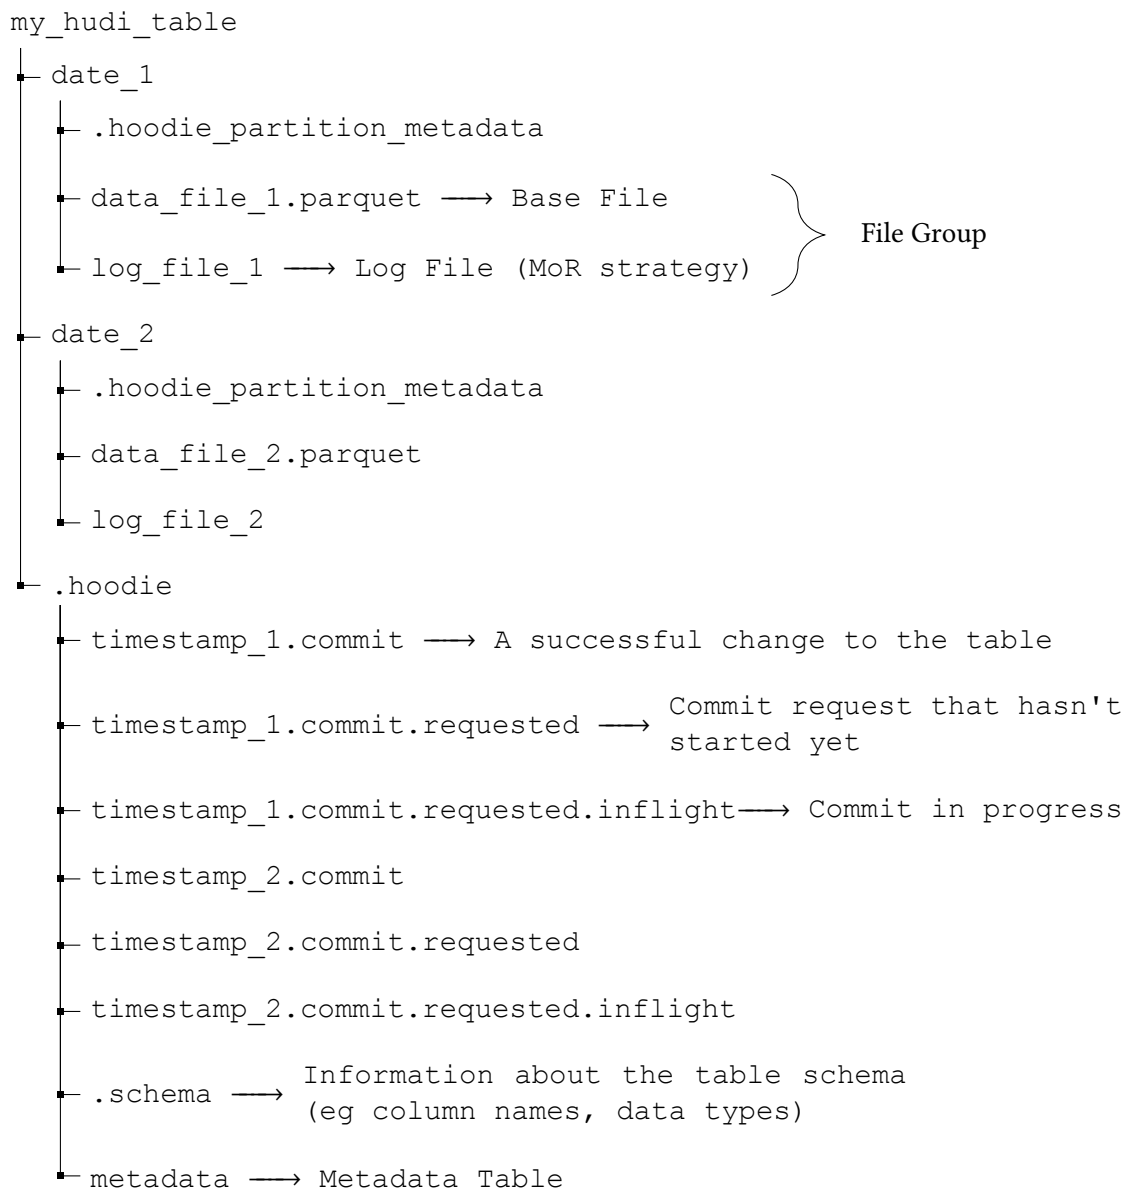 my_hudi_table
date_1
.hoodie_partition_metadata
data_file_1.parquet ⟶ Base File
File Group
log_file_1 ⟶ Log File (MoR strategy)
date_2
.hoodie_partition_metadata
data_file_2.parquet
log_file_2
.hoodie
timestamp_1.commit ⟶ A successful change to the table
timestamp_1.commit.requested ⟶ Commit request that hasn't
started yet
timestamp_1.commit.requested.inflight ⟶ Commit in progress
timestamp_2.commit
timestamp_2.commit.requested
timestamp_2.commit.requested.inflight
.schema ⟶ Information about the table schema
(eg column names, data types)
metadata ⟶ Metadata Table